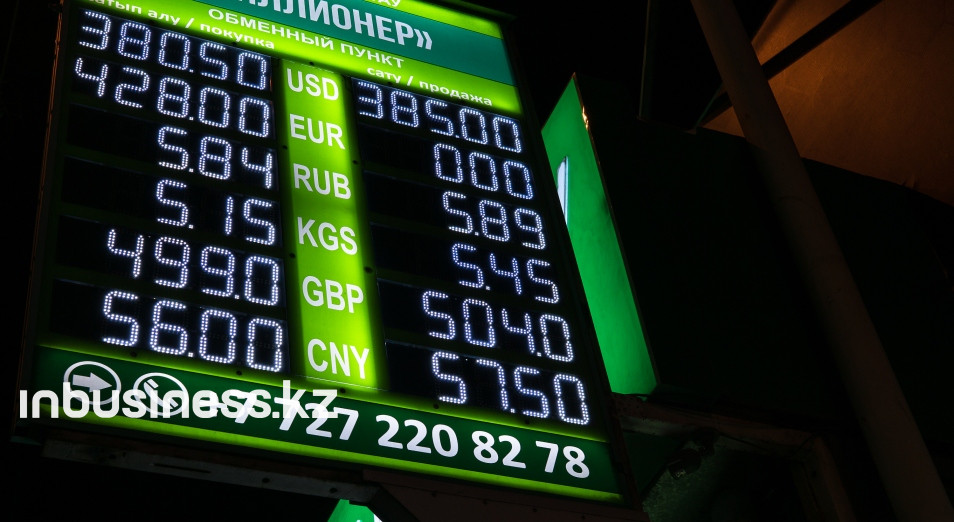 ЛЛИОНЕР»
ОБМЕННЫЙ ПУНКТ
сатып алу / покупка
сату / продажа
380.50 USD 385.00
428.00 EUR 0.00
5.84 RUB 5.89
5.15 KGS 5.45
499.0 GBP 504.0
56.00 CNY 57.50
inbusiness.kz
+7 727 220 82 78